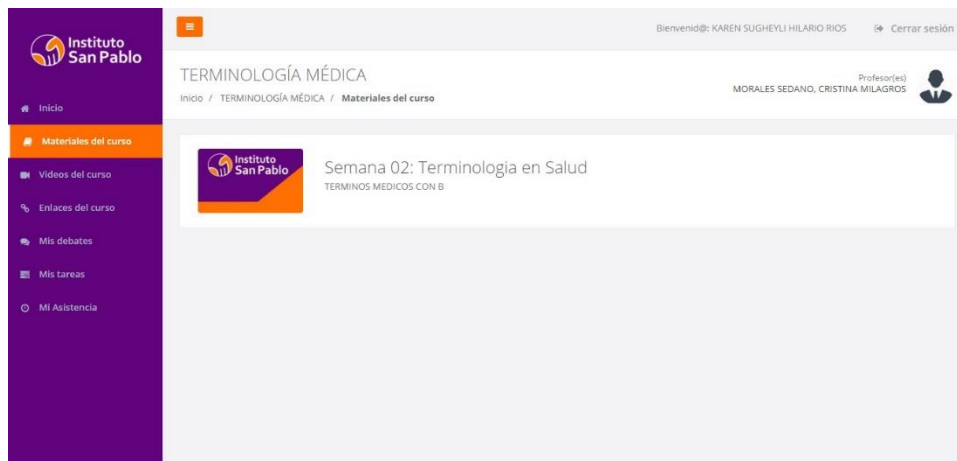 Instituto
San Pablo
Inicio
Materiales del curso
Videos del curso
Enlaces del curso
Mis debates
Mis tareas
Mi Asistencia
Bienvenid@: KAREN SUGHEYLI HILARIO RIOS
Cerrar sesión
TERMINOLOGÍA MÉDICA
Inicio / TERMINOLOGÍA MÉDICA / Materiales del curso
Profesor(es)
MORALES SEDANO, CRISTINA MILAGROS
Instituto
San Pablo
Semana 02: Terminologia en Salud
TERMINOS MEDICOS CON B